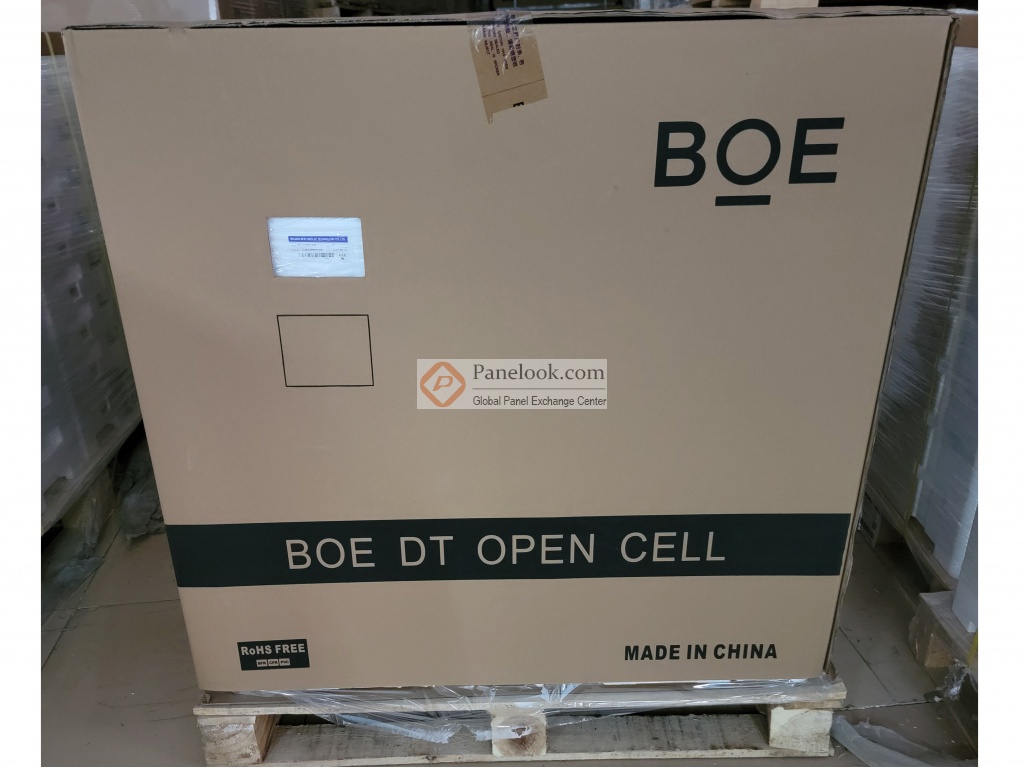 BOE
Panelook.com
Global Panel Exchange Center
BOE DT OPEN CELL
RoHS FREE
MADE IN CHINA